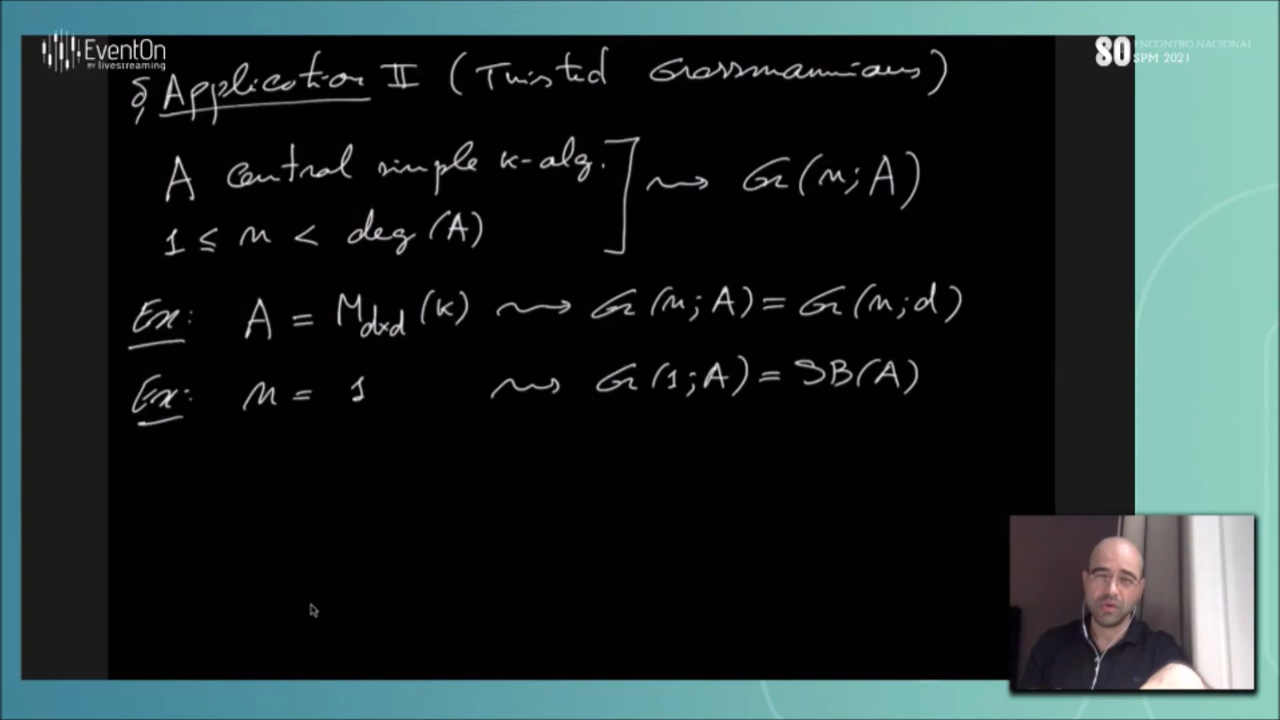 EventOn
BY livestreaming
80 ENCONTRO NACIONAL
SPM 2021
§ Application II (Twisted Grassmannians)
A central simple k-alg.
1 ≤ n < deg(A)
⇝ Gr(n;A)
Ex: A = M_{d×d}(k) ⇝ Gr(n;A) = Gr(n;d)
Ex: n = 1 ⇝ Gr(1;A) = SB(A)